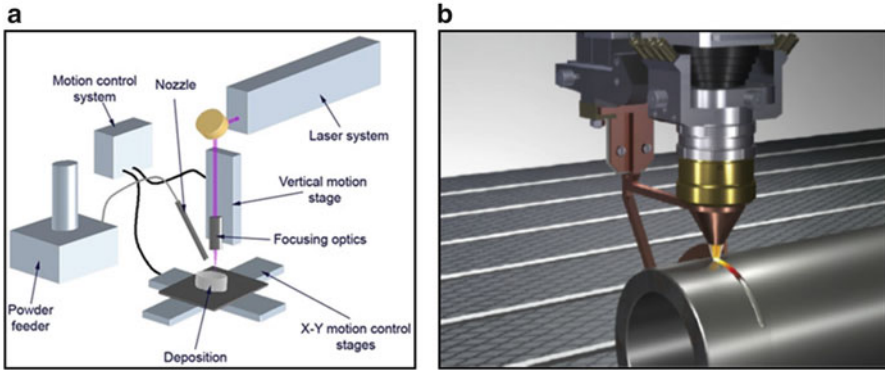 a
b
Motion control
system
Nozzle
Laser system
Vertical motion
stage
Focusing optics
Powder
feeder
X-Y motion control
stages
Deposition